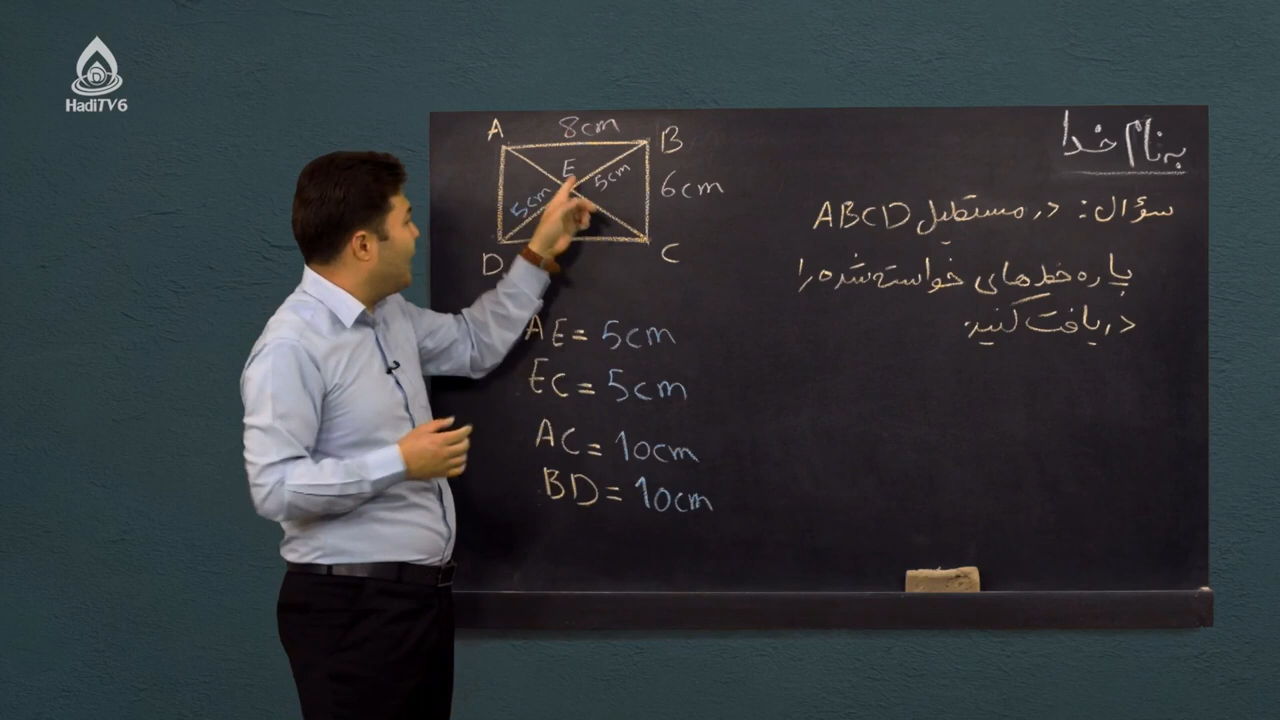 HadiTV6
به نام خدا
سؤال: در مستطیل ABCD
پاره خط های خواسته شده را
دریافت کنید.
A 8cm B
E
5cm 5cm
6cm
D C
AE = 5cm
EC = 5cm
AC = 10cm
BD = 10cm